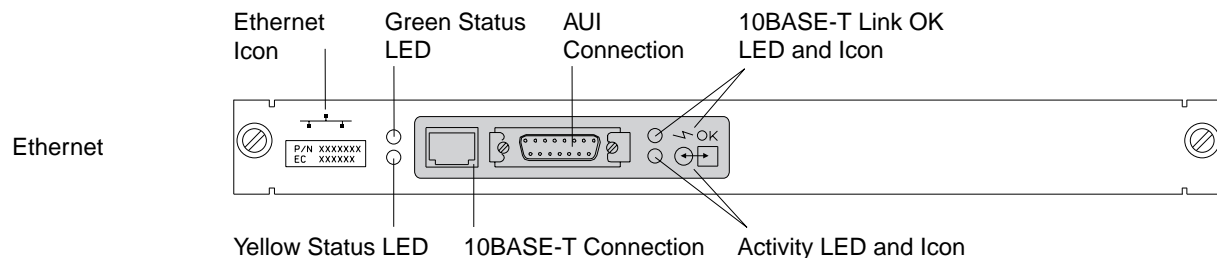 Ethernet
Icon
Green Status
LED
AUI
Connection
10BASE-T Link OK
LED and Icon
Ethernet
P/N XXXXXXX
EC XXXXXX
OK
Yellow Status LED
10BASE-T Connection
Activity LED and Icon